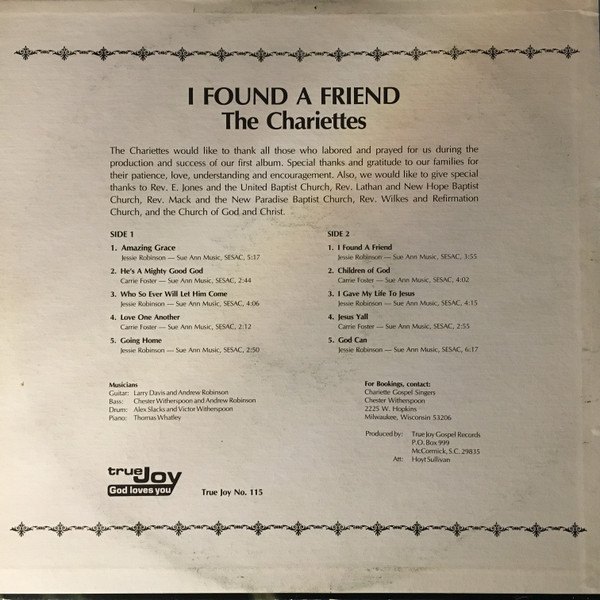 I FOUND A FRIEND
The Chariettes
The Chariettes would like to thank all those who labored and prayed for us during the
production and success of our first album. Special thanks and gratitude to our families for
their patience, love, understanding and encouragement. Also, we would like to give special
thanks to Rev. E. Jones and the United Baptist Church, Rev. Lathan and New Hope Baptist
Church, Rev. Mack and the New Paradise Baptist Church, Rev. Wilkes and Refirmation
Church, and the Church of God and Christ.
SIDE 1
1. Amazing Grace
Jessie Robinson — Sue Ann Music, SESAC, 5:17
2. He's A Mighty Good God
Carrie Foster — Sue Ann Music, SESAC, 2:44
3. Who So Ever Will Let Him Come
Jessie Robinson — Sue Ann Music, SESAC, 4:06
4. Love One Another
Carrie Foster — Sue Ann Music, SESAC, 2:12
5. Going Home
Jessie Robinson — Sue Ann Music, SESAC, 2:50
SIDE 2
1. I Found A Friend
Jessie Robinson — Sue Ann Music, SESAC, 3:55
2. Children of God
Carrie Foster — Sue Ann Music, SESAC, 4:02
3. I Gave My Life To Jesus
Jessie Robinson — Sue Ann Music, SESAC, 4:15
4. Jesus Yall
Carrie Foster — Sue Ann Music, SESAC, 2:55
5. God Can
Jessie Robinson — Sue Ann Music, SESAC, 6:17
Musicians
Guitar: Larry Davis and Andrew Robinson
Bass: Chester Witherspoon and Andrew Robinson
Drum: Alex Slacks and Victor Witherspoon
Piano: Thomas Whatley
For Bookings, contact:
Chariette Gospel Singers
Chester Witherspoon
2225 W. Hopkins
Milwaukee, Wisconsin 53206
Produced by: True Joy Gospel Records
P.O. Box 999
McCormick, S.C. 29835
Att: Hoyt Sullivan
true Joy
God loves you
True Joy No. 115